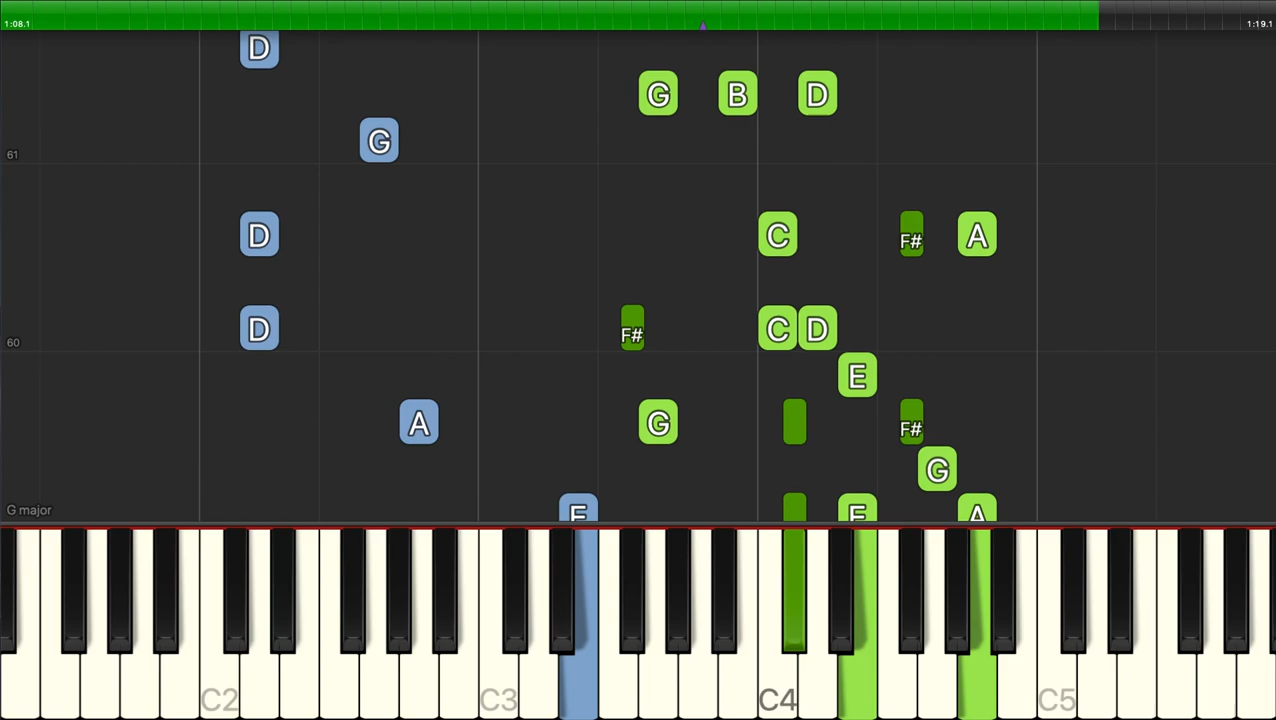 1:08.1 1:19.1
D
G B D
G
61
D C F# A
D F# C D
60
E
A G F#
G
G major E E A
C2 C3 C4 C5